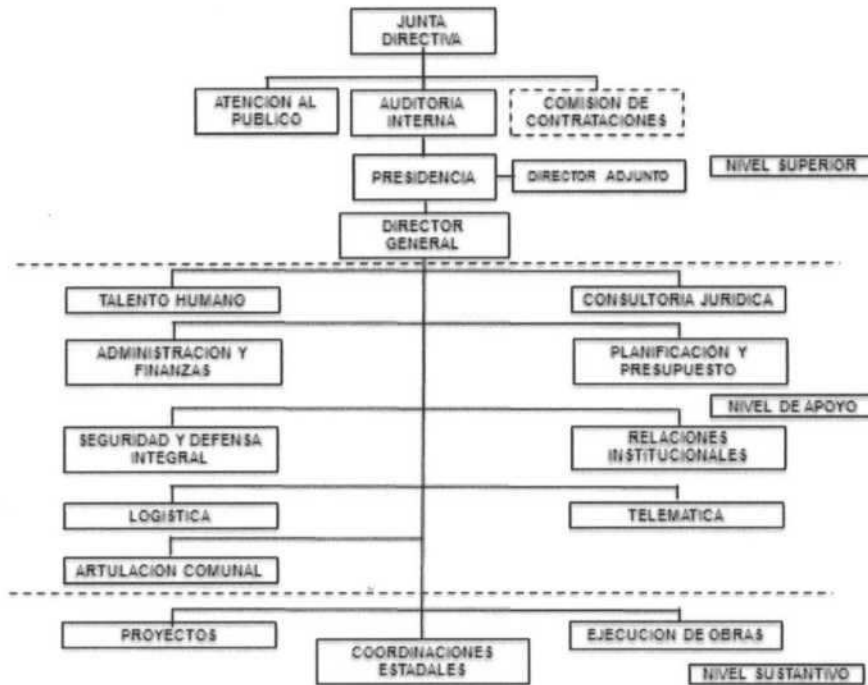 JUNTA
DIRECTIVA
ATENCION AL
PUBLICO
AUDITORIA
INTERNA
COMISION DE
CONTRATACIONES
PRESIDENCIA
DIRECTOR ADJUNTO
NIVEL SUPERIOR
DIRECTOR
GENERAL
TALENTO HUMANO
CONSULTORIA JURIDICA
ADMINISTRACION Y
FINANZAS
PLANIFICACIÓN Y
PRESUPUESTO
NIVEL DE APOYO
SEGURIDAD Y DEFENSA
INTEGRAL
RELACIONES
INSTITUCIONALES
LOGISTICA
TELEMATICA
ARTULACION COMUNAL
PROYECTOS
EJECUCION DE OBRAS
COORDINACIONES
ESTADALES
NIVEL SUSTANTIVO